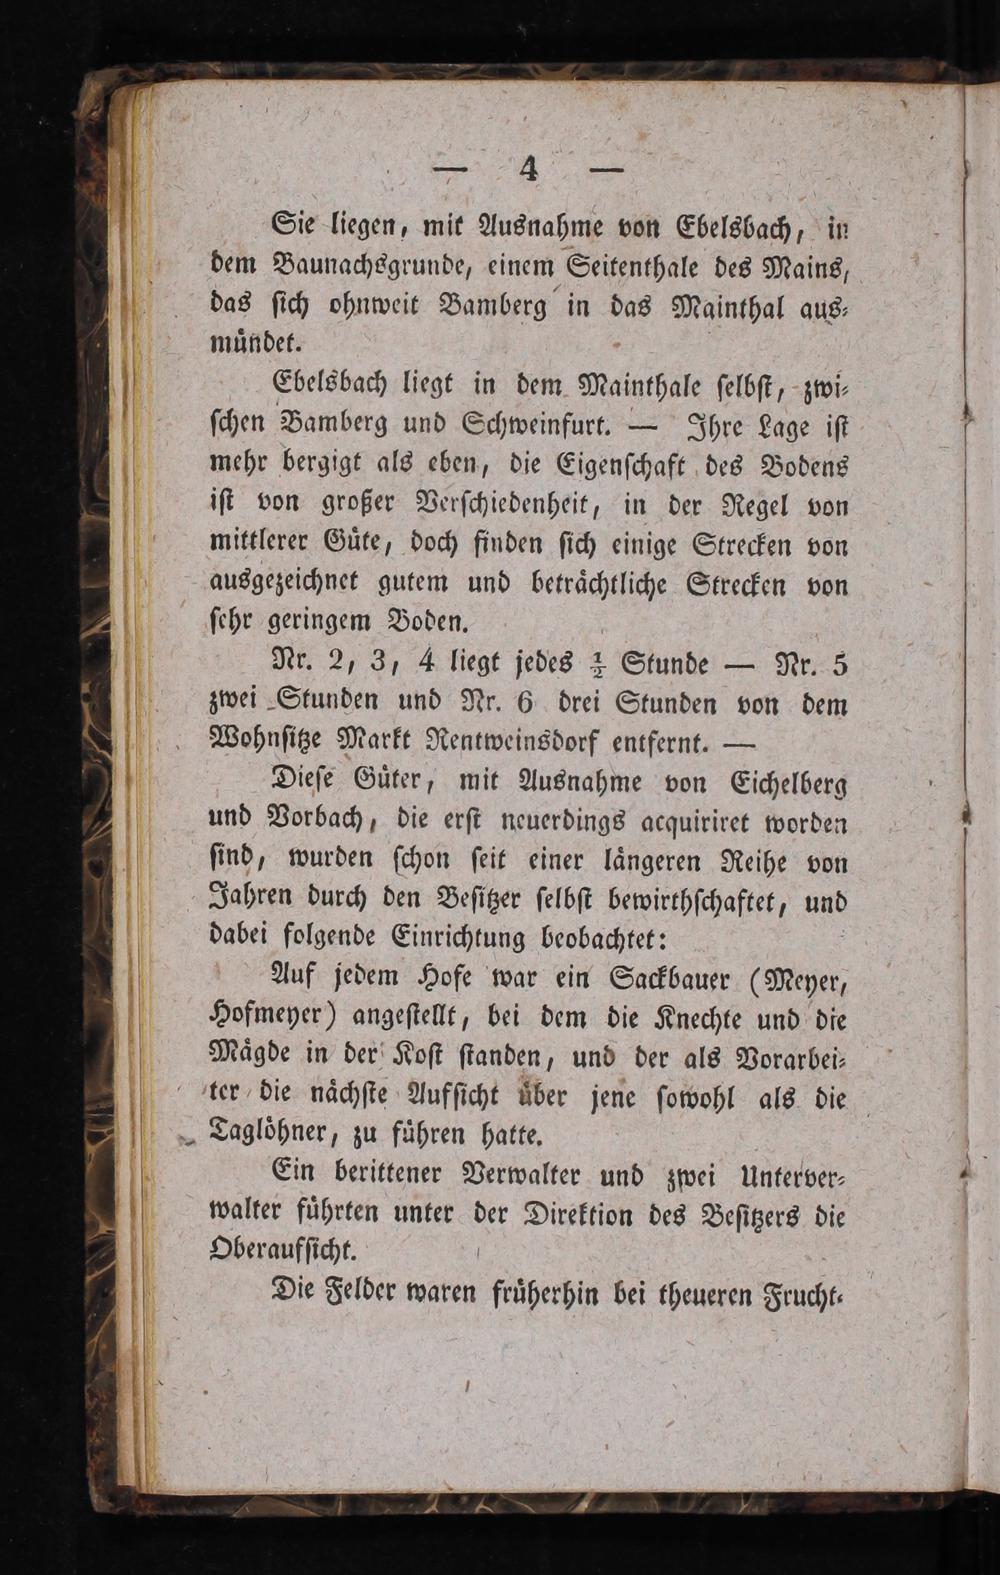 — 4 —
Sie liegen, mit Ausnahme von Ebelsbach, in
dem Baunachsgrunde, einem Seitenthale des Mains,
das ſich ohnweit Bamberg in das Mainthal aus-
mündet.
Ebelsbach liegt in dem Mainthale ſelbſt, zwi-
ſchen Bamberg und Schweinfurt. — Ihre Lage iſt
mehr bergigt als eben, die Eigenſchaft des Bodens
iſt von großer Verſchiedenheit, in der Regel von
mittlerer Güte, doch finden ſich einige Strecken von
ausgezeichnet gutem und beträchtliche Strecken von
ſehr geringem Boden.
Nr. 2, 3, 4 liegt jedes ½ Stunde — Nr. 5
zwei Stunden und Nr. 6 drei Stunden von dem
Wohnſitze Markt Rentweinsdorf entfernt. —
Dieſe Güter, mit Ausnahme von Eichelberg
und Vorbach, die erſt neuerdings acquiriret worden
ſind, wurden ſchon ſeit einer längeren Reihe von
Jahren durch den Beſitzer ſelbſt bewirthſchaftet, und
dabei folgende Einrichtung beobachtet:
Auf jedem Hofe war ein Sackbauer (Meyer,
Hofmeyer) angeſtellt, bei dem die Knechte und die
Mägde in der Koſt ſtanden, und der als Vorarbei-
ter die nächſte Aufſicht über jene ſowohl als die
Taglöhner, zu führen hatte.
Ein berittener Verwalter und zwei Unterver-
walter führten unter der Direktion des Beſitzers die
Oberaufſicht.
Die Felder waren früherhin bei theueren Frucht-